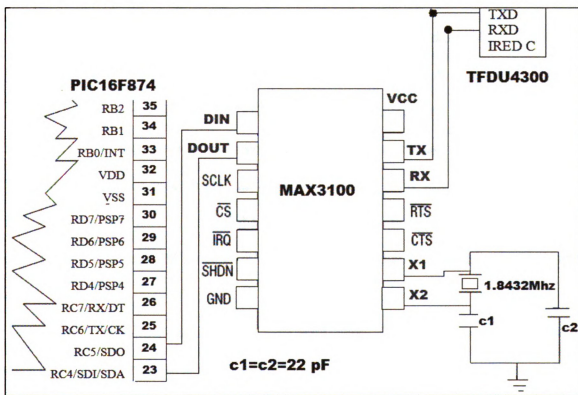 TXD
RXD
IRED C
TFDU4300
PIC16F874
RB2 35
RB1 34
RB0/INT 33
VDD 32
VSS 31
RD7/PSP7 30
RD6/PSP6 29
RD5/PSP5 28
RD4/PSP4 27
RC7/RX/DT 26
RC6/TX/CK 25
RC5/SDO 24
RC4/SDI/SDA 23
DIN
DOUT
SCLK
CS
IRQ
SHDN
GND
MAX3100
VCC
TX
RX
RTS
CTS
X1
X2
1.8432Mhz
c1
c2
c1=c2=22 pF